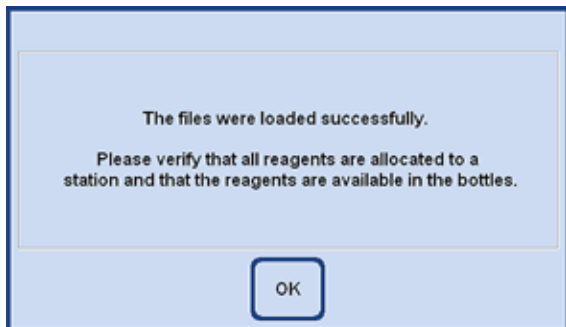 The files were loaded successfully.
Please verify that all reagents are allocated to a
station and that the reagents are available in the bottles.
OK